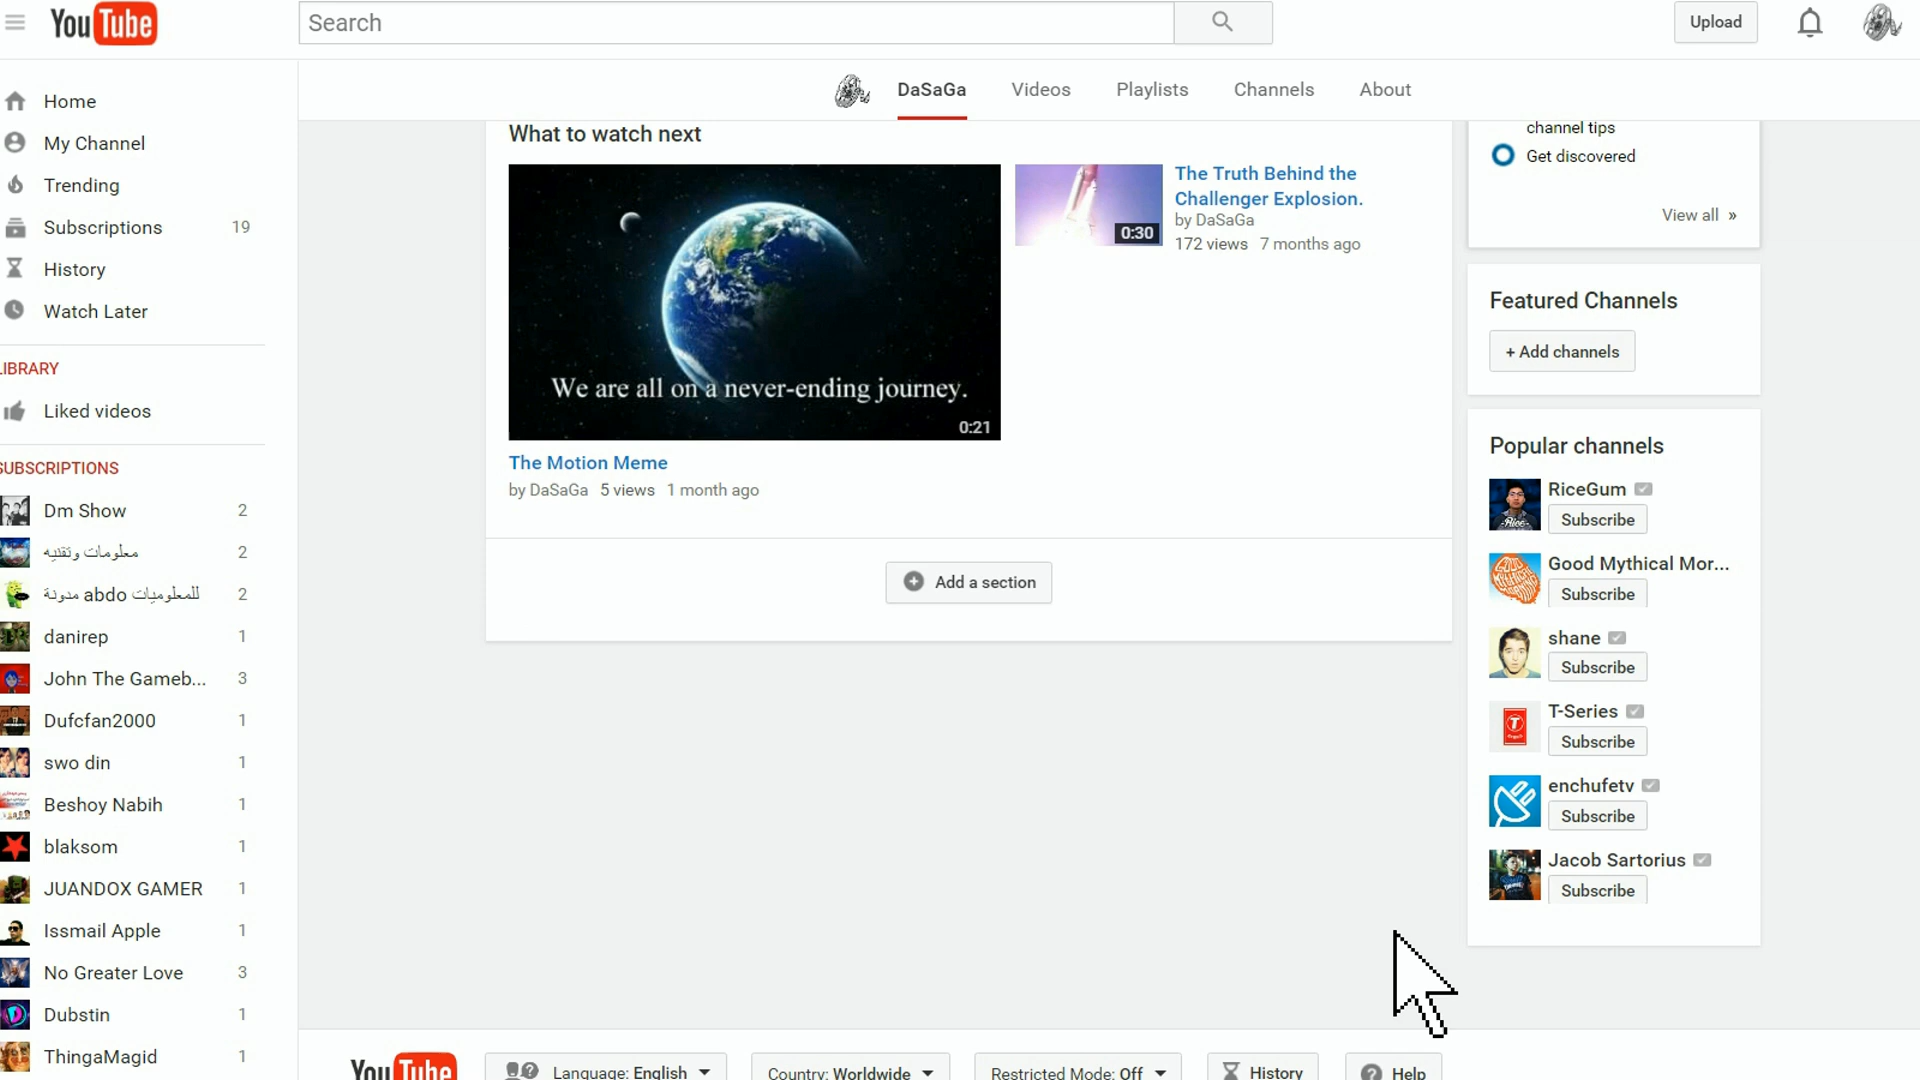 YouTube
Search
Upload
DaSaGa
Videos
Playlists
Channels
About
Home
My Channel
Trending
Subscriptions 19
History
Watch Later
LIBRARY
Liked videos
SUBSCRIPTIONS
Dm Show 2
معلومات وتقنيه 2
مدونة abdo للمعلوميات 2
danirep 1
John The Gameb... 3
Dufcfan2000 1
swo din 1
Beshoy Nabih 1
blaksom 1
JUANDOX GAMER 1
Issmail Apple 1
No Greater Love 3
Dubstin 1
ThingaMagid 1
What to watch next
We are all on a never-ending journey.
0:21
The Motion Meme
by DaSaGa 5 views 1 month ago
0:30
The Truth Behind the
Challenger Explosion.
by DaSaGa
172 views 7 months ago
Add a section
channel tips
Get discovered
View all »
Featured Channels
+ Add channels
Popular channels
RiceGum
Subscribe
Good Mythical Mor...
Subscribe
shane
Subscribe
T-Series
Subscribe
enchufetv
Subscribe
Jacob Sartorius
Subscribe
YouTube
Language: English
Country: Worldwide
Restricted Mode: Off
History
Help